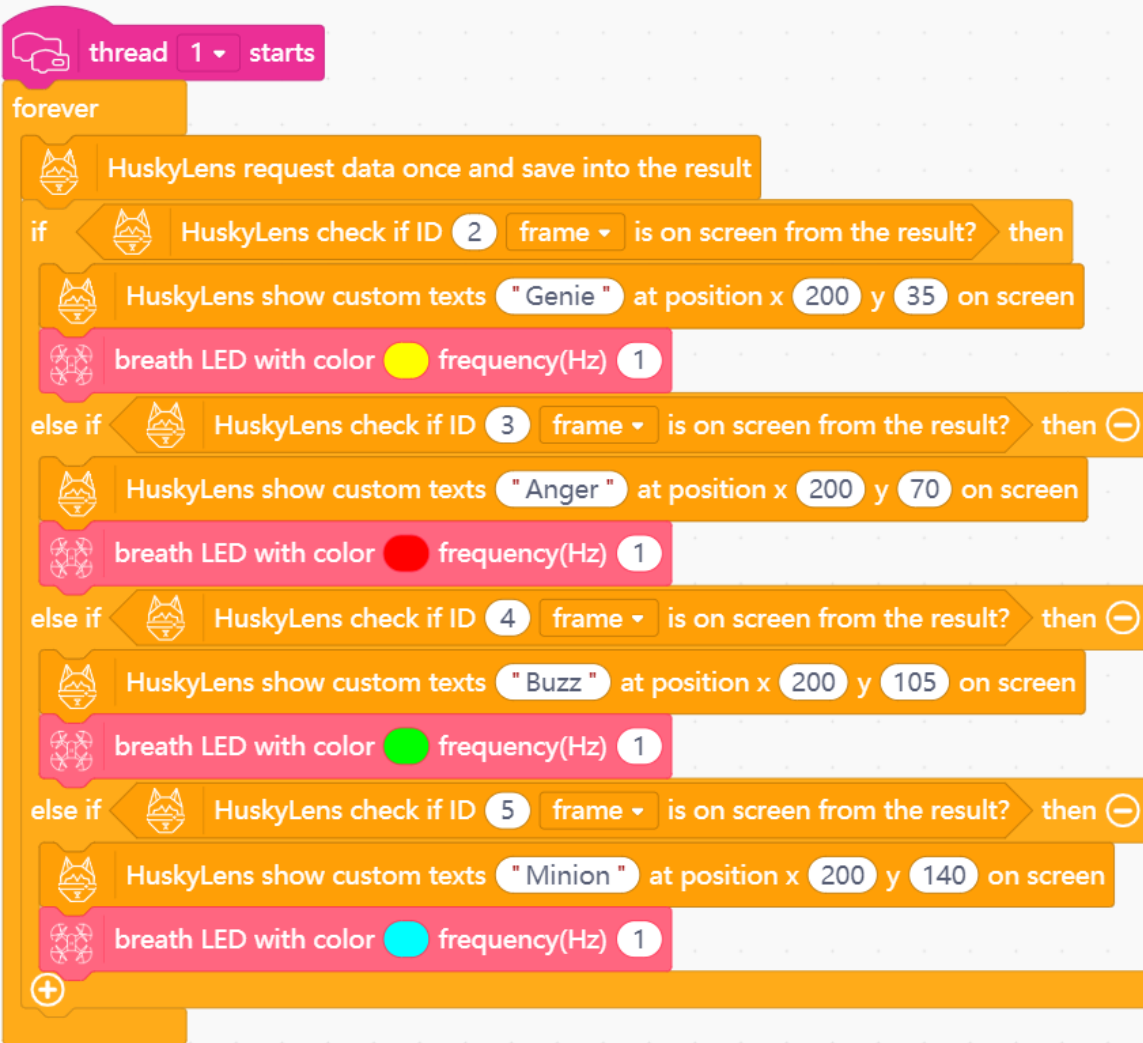 thread 1 starts
forever
HuskyLens request data once and save into the result
if HuskyLens check if ID 2 frame is on screen from the result? then
HuskyLens show custom texts "Genie" at position x 200 y 35 on screen
breath LED with color frequency(Hz) 1
else if HuskyLens check if ID 3 frame is on screen from the result? then
HuskyLens show custom texts "Anger" at position x 200 y 70 on screen
breath LED with color frequency(Hz) 1
else if HuskyLens check if ID 4 frame is on screen from the result? then
HuskyLens show custom texts "Buzz" at position x 200 y 105 on screen
breath LED with color frequency(Hz) 1
else if HuskyLens check if ID 5 frame is on screen from the result? then
HuskyLens show custom texts "Minion" at position x 200 y 140 on screen
breath LED with color frequency(Hz) 1